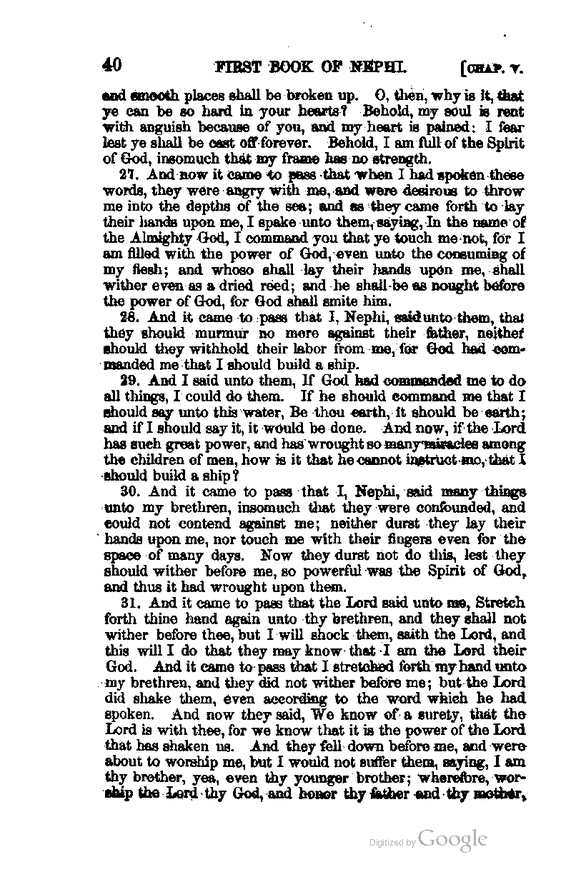 40 FIRST BOOK OF NEPHI. [CHAP. V.
and smooth places shall be broken up. O, then, why is it, that
ye can be so hard in your hearts? Behold, my soul is rent
with anguish because of you, and my heart is pained: I fear
lest ye shall be cast off forever. Behold, I am full of the Spirit
of God, insomuch that my frame has no strength.
27. And now it came to pass that when I had spoken these
words, they were angry with me, and were desirous to throw
me into the depths of the sea; and as they came forth to lay
their hands upon me, I spake unto them, saying, In the name of
the Almighty God, I command you that ye touch me not, for I
am filled with the power of God, even unto the consuming of
my flesh; and whoso shall lay their hands upon me, shall
wither even as a dried reed; and he shall be as nought before
the power of God, for God shall smite him.
28. And it came to pass that I, Nephi, said unto them, that
they should murmur no more against their father, neither
should they withhold their labor from me, for God had com-
manded me that I should build a ship.
29. And I said unto them, If God had commanded me to do
all things, I could do them. If he should command me that I
should say unto this water, Be thou earth, it should be earth;
and if I should say it, it would be done. And now, if the Lord
has such great power, and has wrought so many miracles among
the children of men, how is it that he cannot instruct me, that I
should build a ship?
30. And it came to pass that I, Nephi, said many things
unto my brethren, insomuch that they were confounded, and
could not contend against me; neither durst they lay their
hands upon me, nor touch me with their fingers even for the
space of many days. Now they durst not do this, lest they
should wither before me, so powerful was the Spirit of God,
and thus it had wrought upon them.
31. And it came to pass that the Lord said unto me, Stretch
forth thine hand again unto thy brethren, and they shall not
wither before thee, but I will shock them, saith the Lord, and
this will I do that they may know that I am the Lord their
God. And it came to pass that I stretched forth my hand unto
my brethren, and they did not wither before me; but the Lord
did shake them, even according to the word which he had
spoken. And now they said, We know of a surety, that the
Lord is with thee, for we know that it is the power of the Lord
that has shaken us. And they fell down before me, and were
about to worship me, but I would not suffer them, saying, I am
thy brother, yea, even thy younger brother; wherefore, wor-
ship the Lord thy God, and honor thy father and thy mother,
Digitized by Google